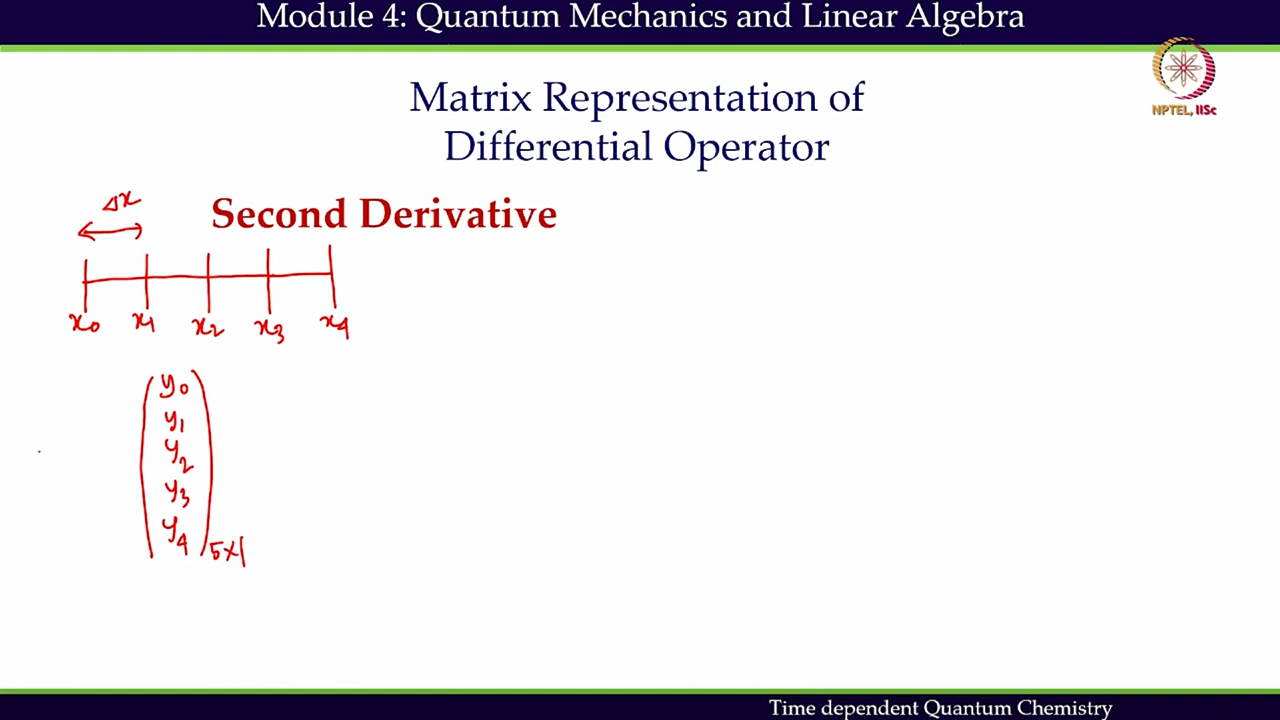 Module 4: Quantum Mechanics and Linear Algebra
NPTEL, IISc
Matrix Representation of
Differential Operator
Δx
Second Derivative
x0 x1 x2 x3 x4
y0
y1
y2
y3
y4
5×1
Time dependent Quantum Chemistry